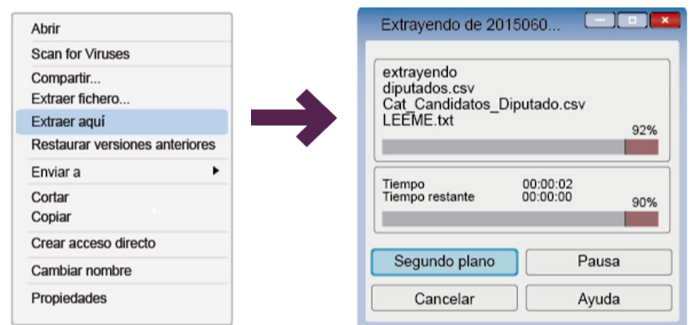 Abrir
Scan for Viruses
Compartir...
Extraer fichero...
Extraer aquí
Restaurar versiones anteriores
Enviar a
Cortar
Copiar
Crear acceso directo
Cambiar nombre
Propiedades
Extrayendo de 2015060...
extrayendo
diputados.csv
Cat_Candidatos_Diputado.csv
LEEME.txt
92%
Tiempo 00:00:02
Tiempo restante 00:00:00
90%
Segundo plano Pausa
Cancelar Ayuda